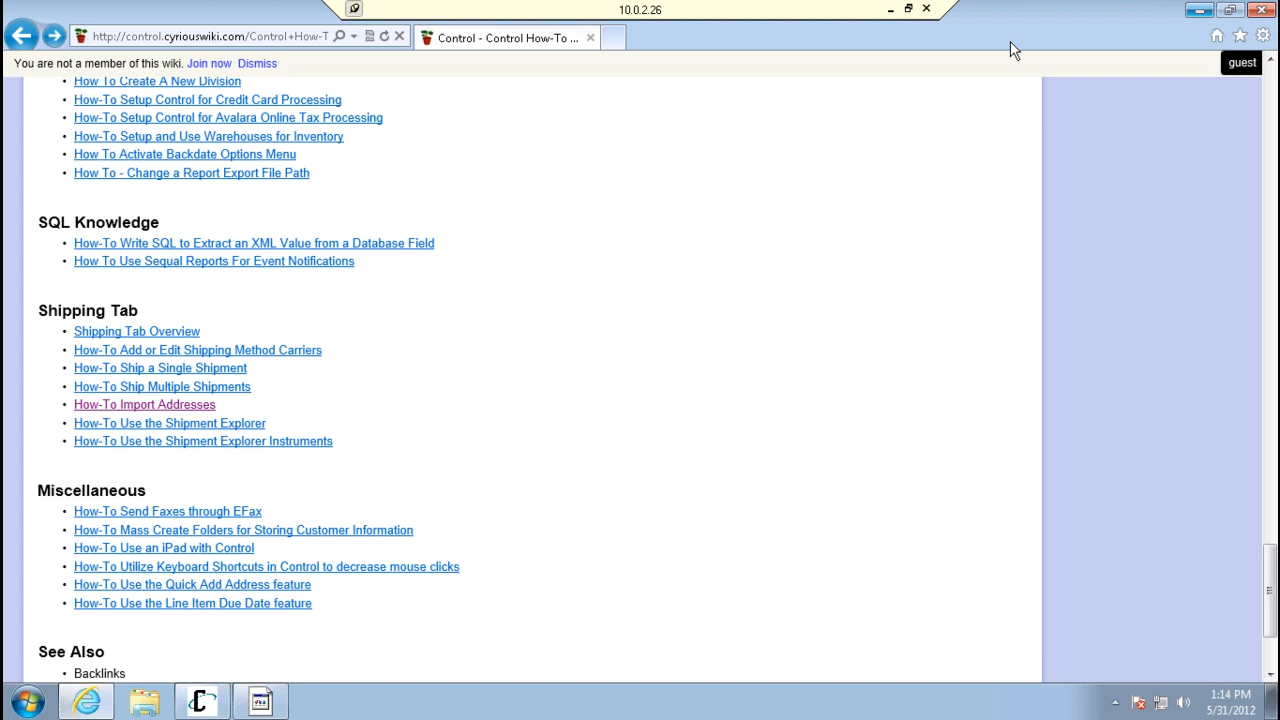 10.0.2.26
http://control.cyriouswiki.com/Control+How-T
Control - Control How-To ...
You are not a member of this wiki. Join now Dismiss
guest
How To Create A New Division
How-To Setup Control for Credit Card Processing
How-To Setup Control for Avalara Online Tax Processing
How-To Setup and Use Warehouses for Inventory
How To Activate Backdate Options Menu
How To - Change a Report Export File Path
SQL Knowledge
How-To Write SQL to Extract an XML Value from a Database Field
How To Use Sequal Reports For Event Notifications
Shipping Tab
Shipping Tab Overview
How-To Add or Edit Shipping Method Carriers
How-To Ship a Single Shipment
How-To Ship Multiple Shipments
How-To Import Addresses
How-To Use the Shipment Explorer
How-To Use the Shipment Explorer Instruments
Miscellaneous
How-To Send Faxes through EFax
How-To Mass Create Folders for Storing Customer Information
How-To Use an iPad with Control
How-To Utilize Keyboard Shortcuts in Control to decrease mouse clicks
How-To Use the Quick Add Address feature
How-To Use the Line Item Due Date feature
See Also
Backlinks
1:14 PM
5/31/2012